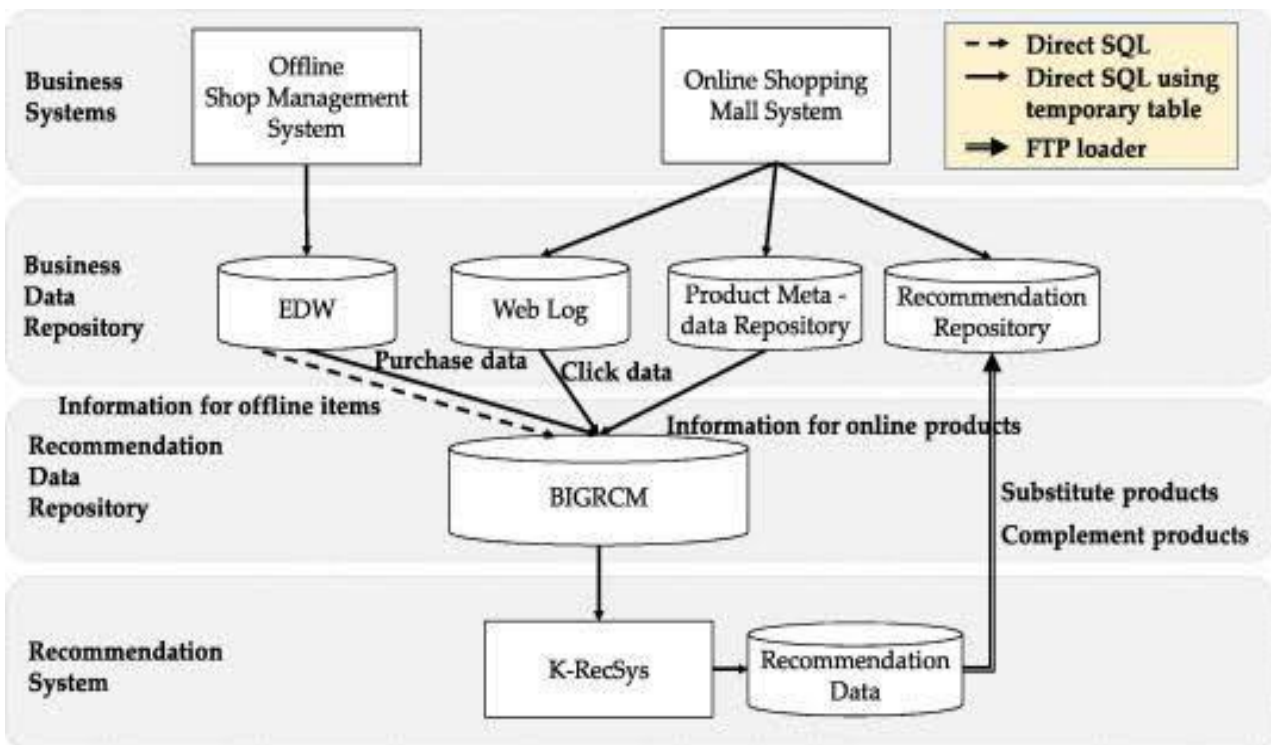 Business
Systems
Offline
Shop Management
System
Online Shopping
Mall System
Direct SQL
Direct SQL using
temporary table
FTP loader
Business
Data
Repository
EDW
Web Log
Product Meta -
data Repository
Recommendation
Repository
Purchase data
Click data
Information for offline items
Information for online products
Recommendation
Data
Repository
BIGRCM
Substitute products
Complement products
Recommendation
System
K-RecSys
Recommendation
Data